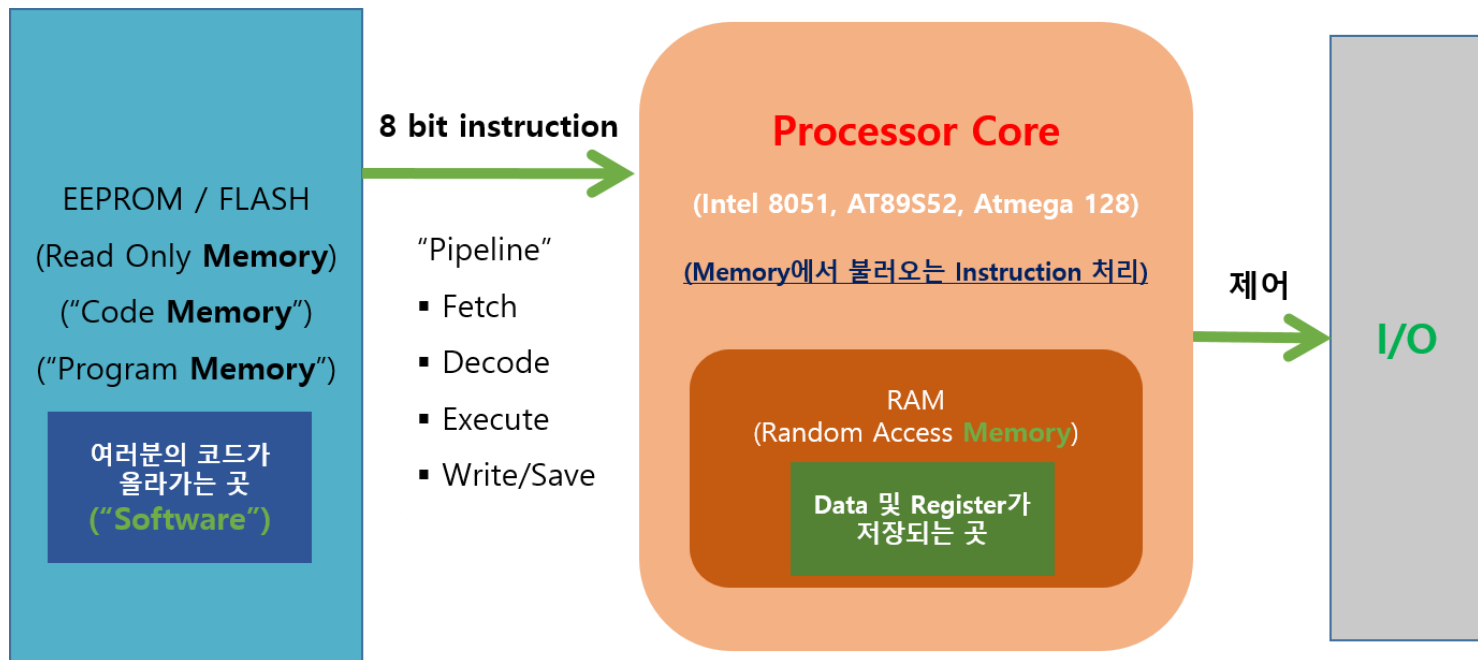 EEPROM / FLASH
(Read Only Memory)
(“Code Memory”)
(“Program Memory”)
여러분의 코드가
올라가는 곳
(“Software”)
8 bit instruction
“Pipeline”
▪ Fetch
▪ Decode
▪ Execute
▪ Write/Save
Processor Core
(Intel 8051, AT89S52, Atmega 128)
(Memory에서 불러오는 Instruction 처리)
RAM
(Random Access Memory)
Data 및 Register가
저장되는 곳
제어
I/O